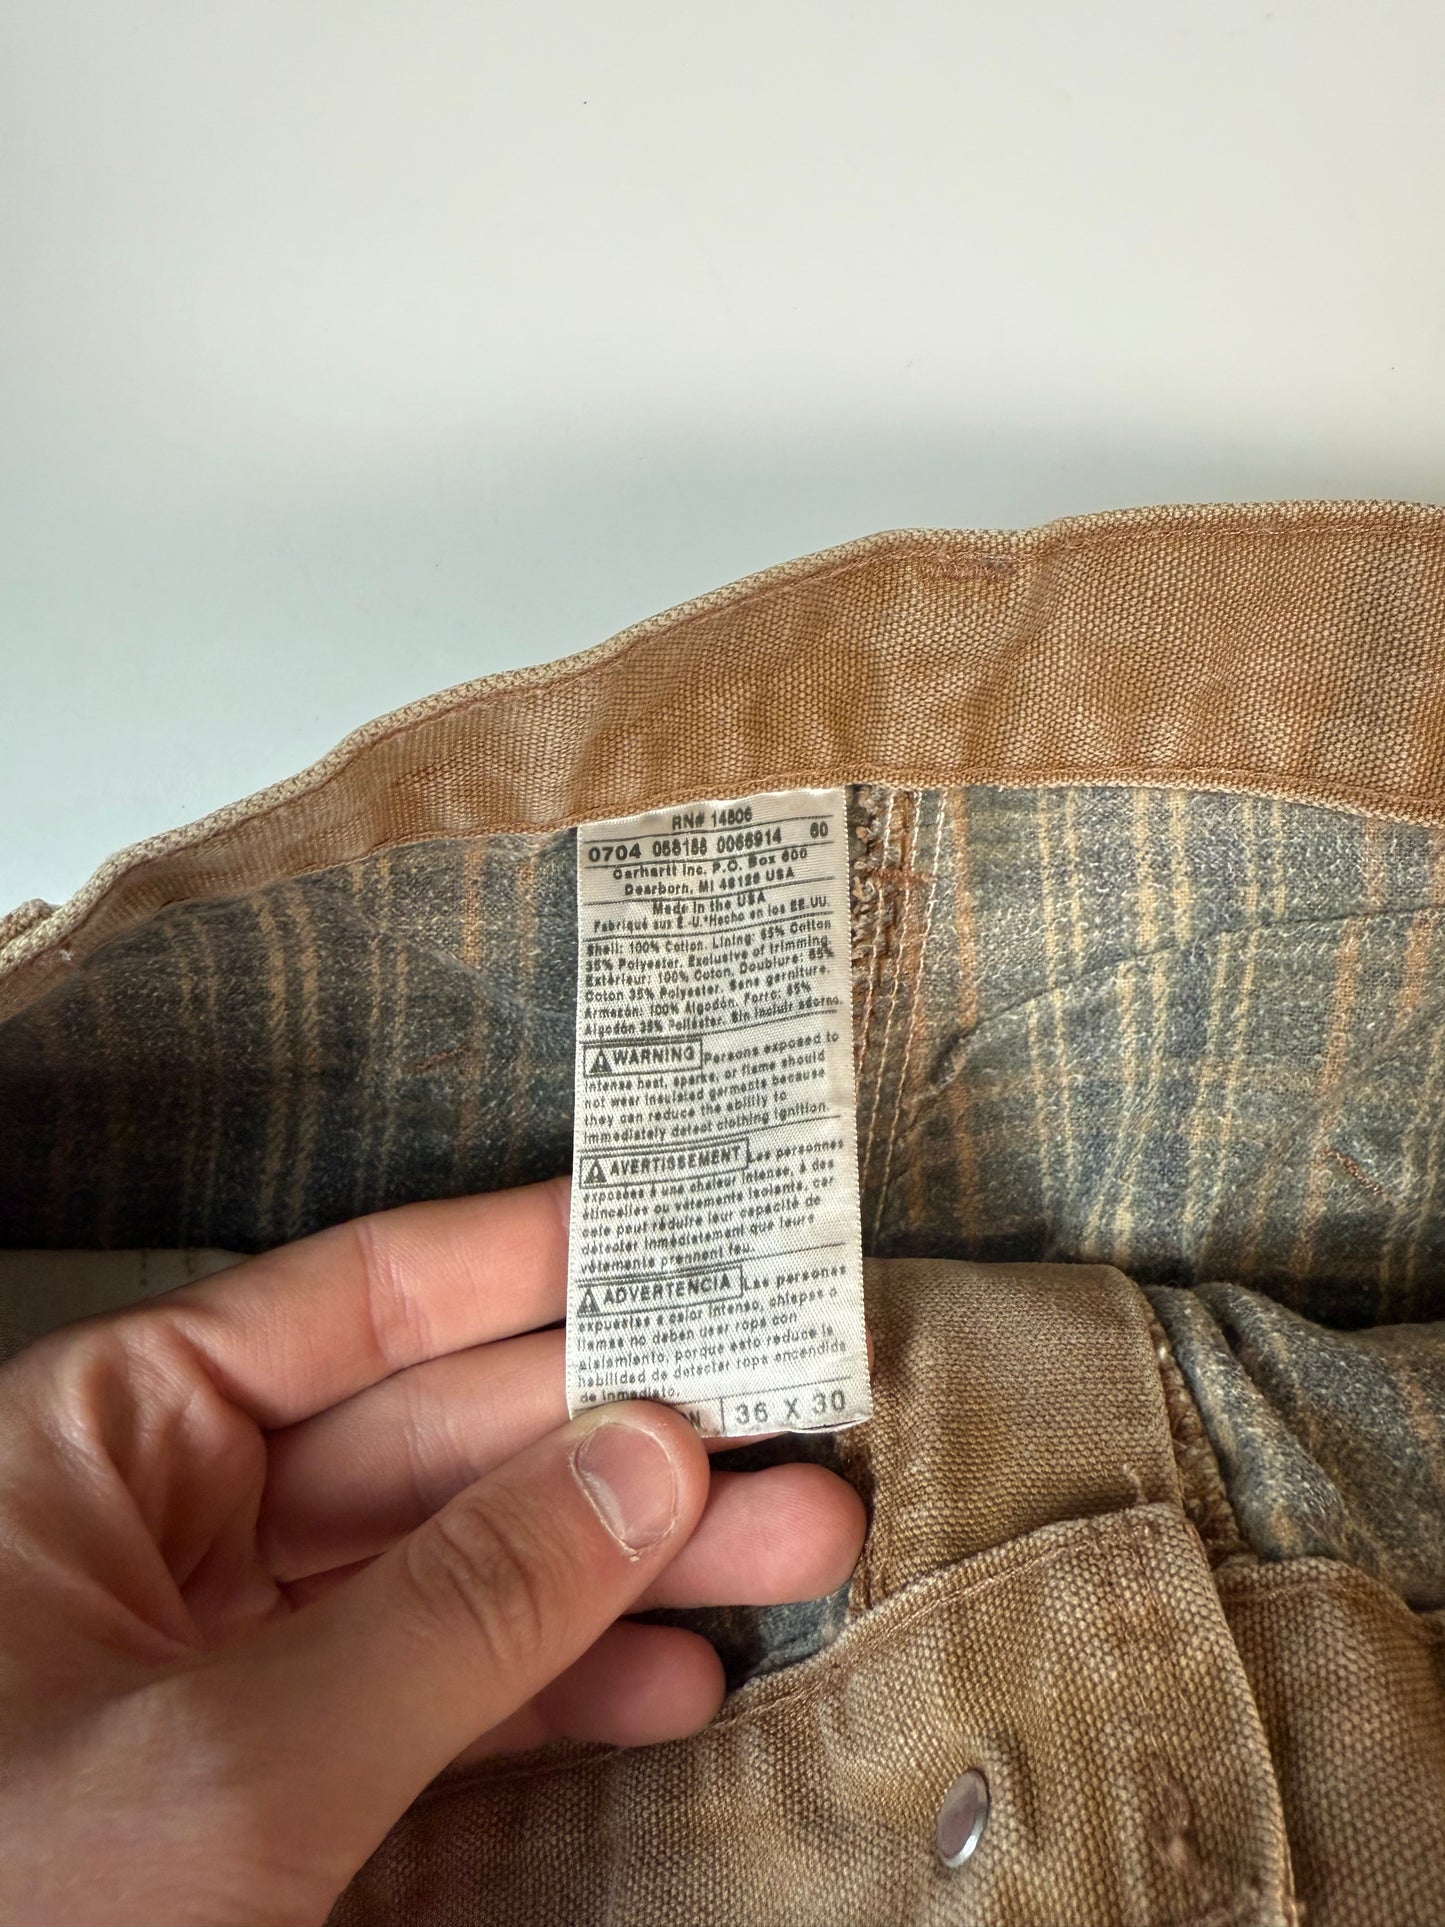 RN# 14806
0704 055155 0066914 60
Carhartt Inc. P.O. Box 600
Dearborn, MI 48126 USA
Made in the USA
Fabriqué aux É.-U.*Hecho en los EE.UU.
Shell: 100% Cotton. Lining: 65% Cotton
35% Polyester. Exclusive of trimming
Extérieur: 100% Coton. Doublure: 65%
Coton 35% Polyester. Sans garniture.
Armazón: 100% Algodón. Forro: 65%
Algodón 35% Poliéster. Sin incluir adorno.
WARNING Persons exposed to
intense heat, sparks, or flame should
not wear insulated garments because
they can reduce the ability to
immediately detect clothing ignition.
AVERTISSEMENT Les personnes
exposées à une chaleur intense, à des
étincelles ou vêtements isolants, car
cela peut réduire leur capacité de
détecter immédiatement que leurs
vêtements prennent feu.
ADVERTENCIA Las personas
expuestas a calor intenso, chispas o
llamas no deben usar ropa con
aislamiento, porque esto reduce la
habilidad de detectar ropa encendida
de inmediato.
36 X 30